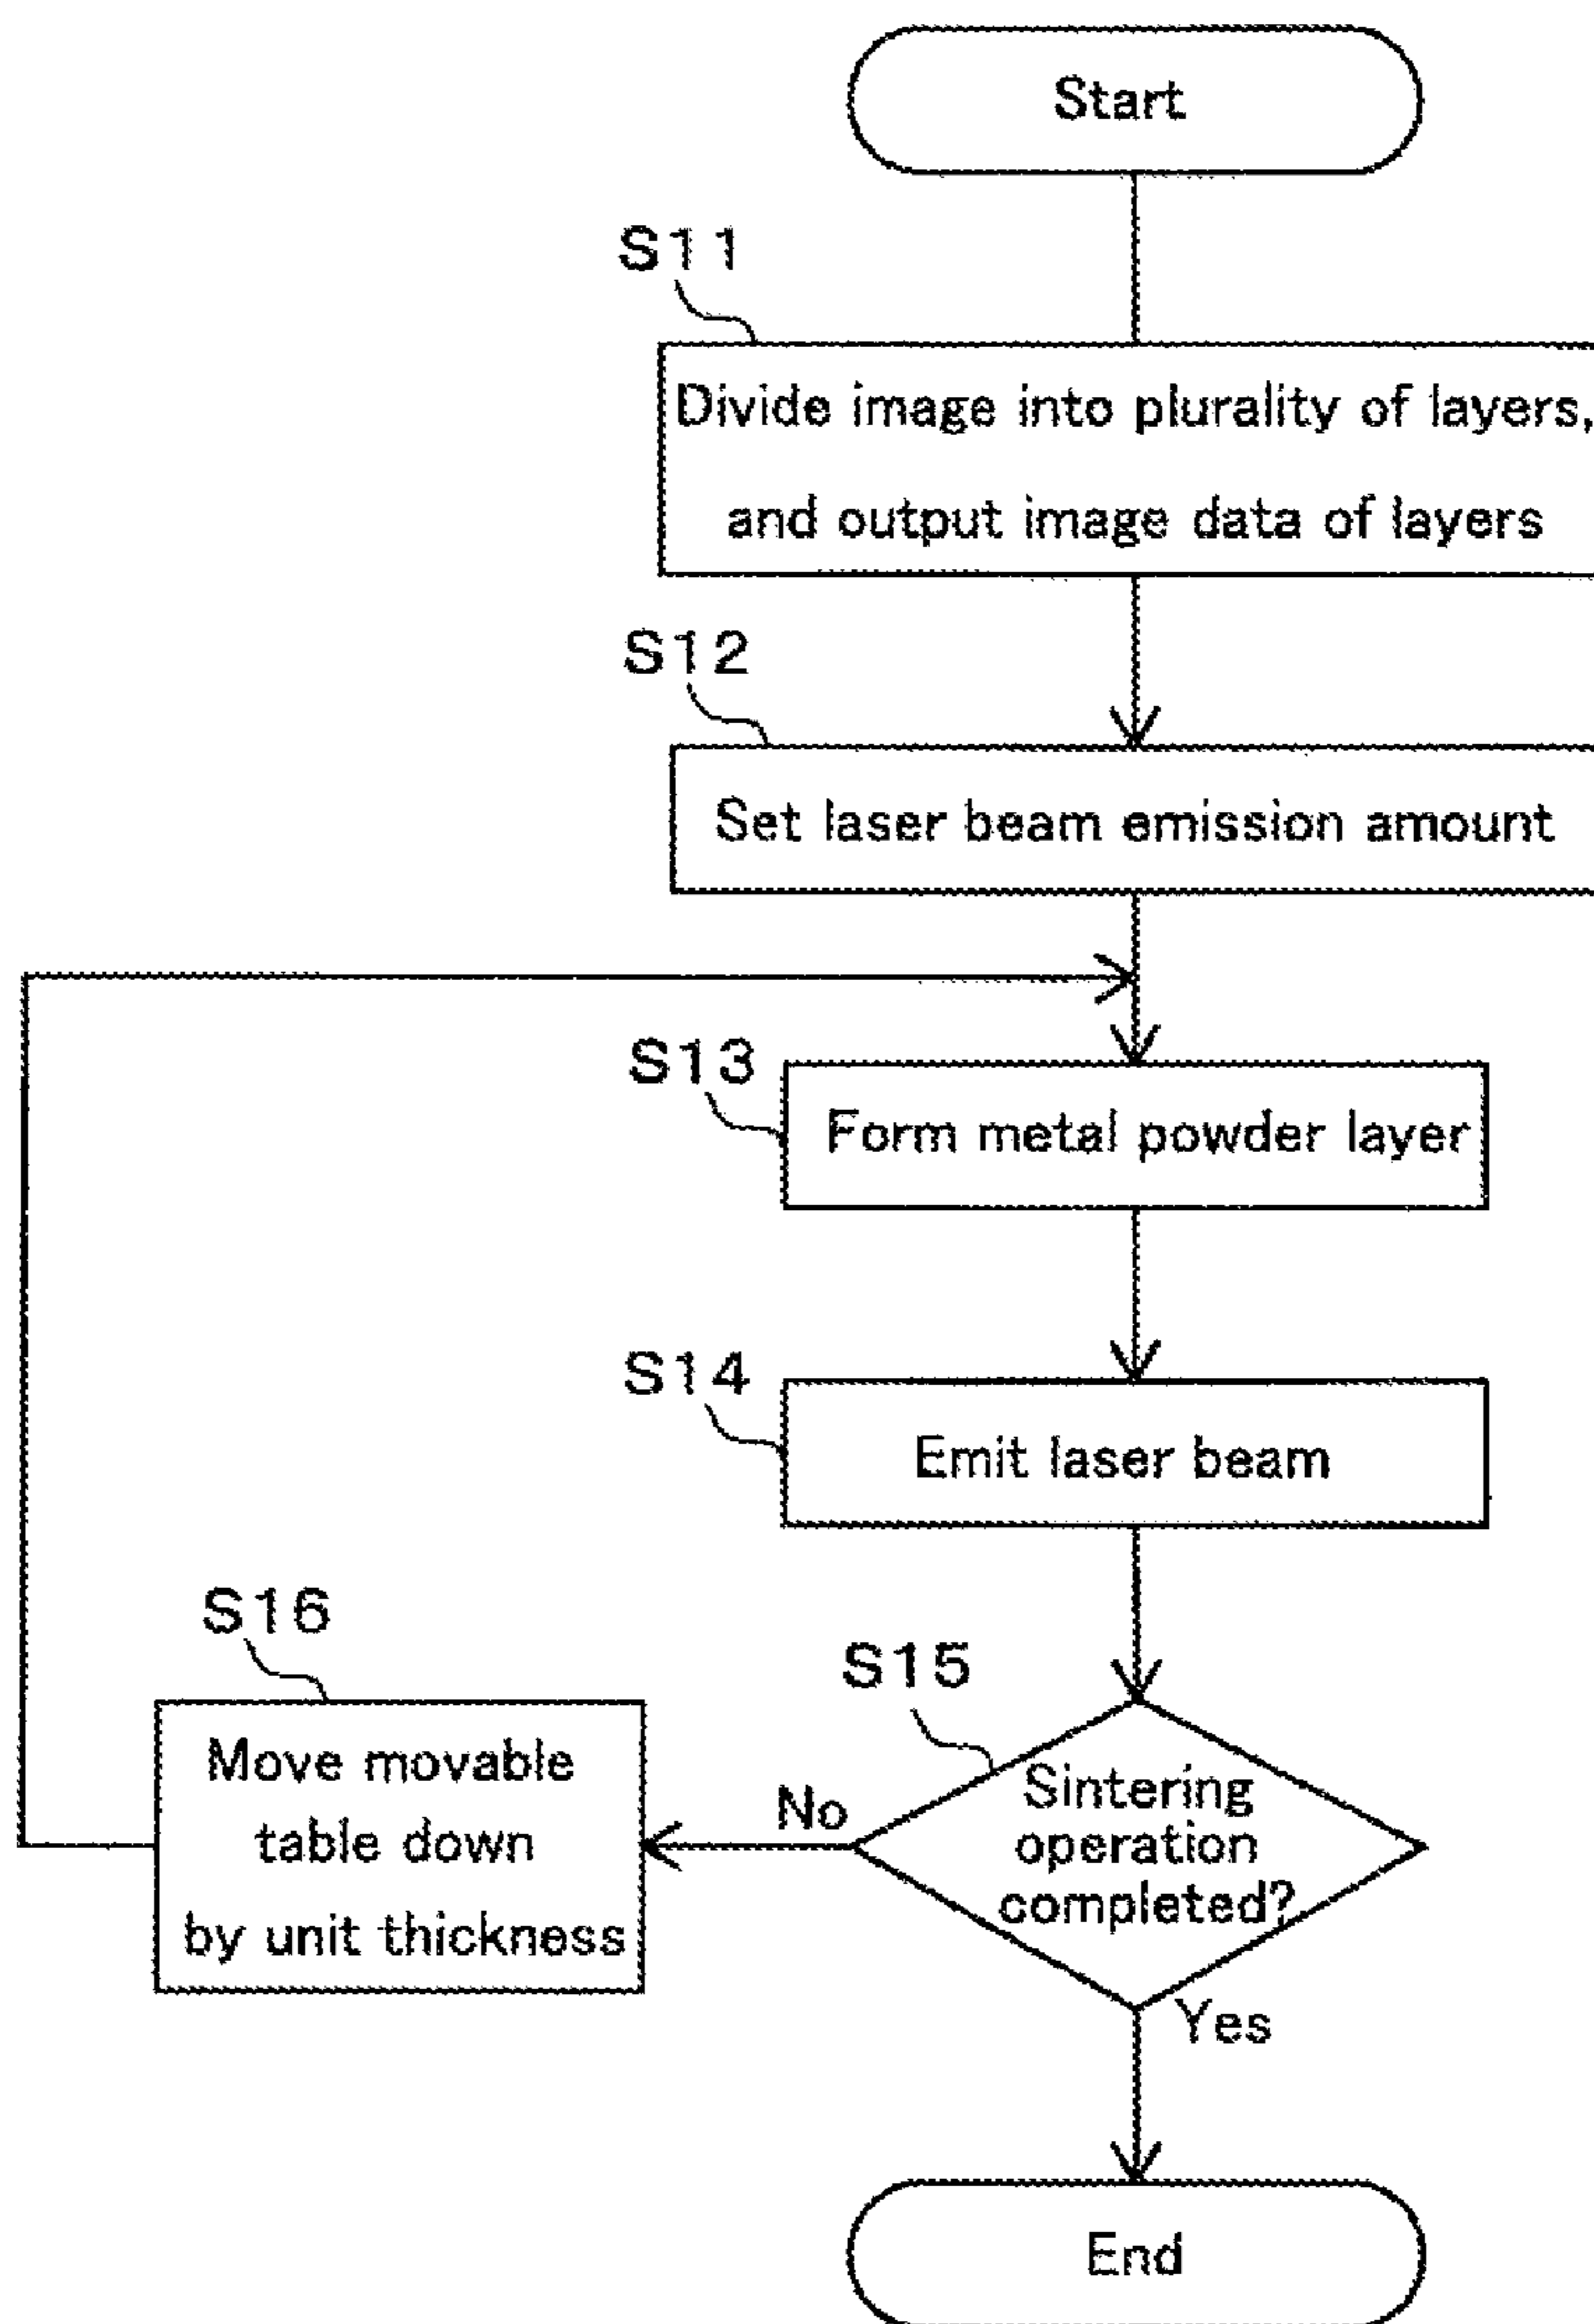 Start
S11
Divide image into plurality of layers,
and output image data of layers
S12
Set laser beam emission amount
S13
Form metal powder layer
S14
Emit laser beam
S15
Sintering
operation
completed?
No
S16
Move movable
table down
by unit thickness
Yes
End